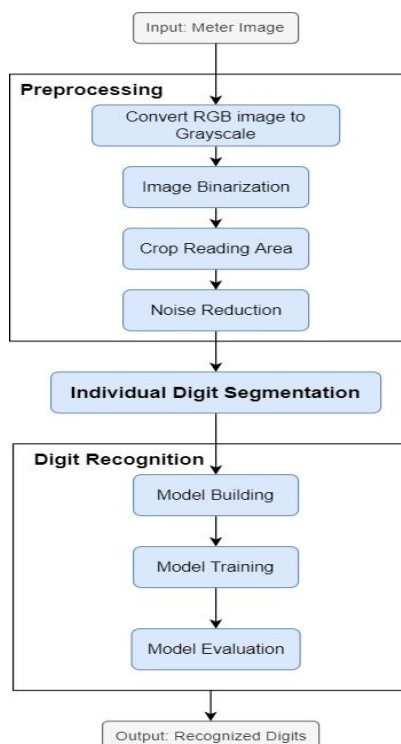 Input: Meter Image
Preprocessing
Convert RGB image to
Grayscale
Image Binarization
Crop Reading Area
Noise Reduction
Individual Digit Segmentation
Digit Recognition
Model Building
Model Training
Model Evaluation
Output: Recognized Digits